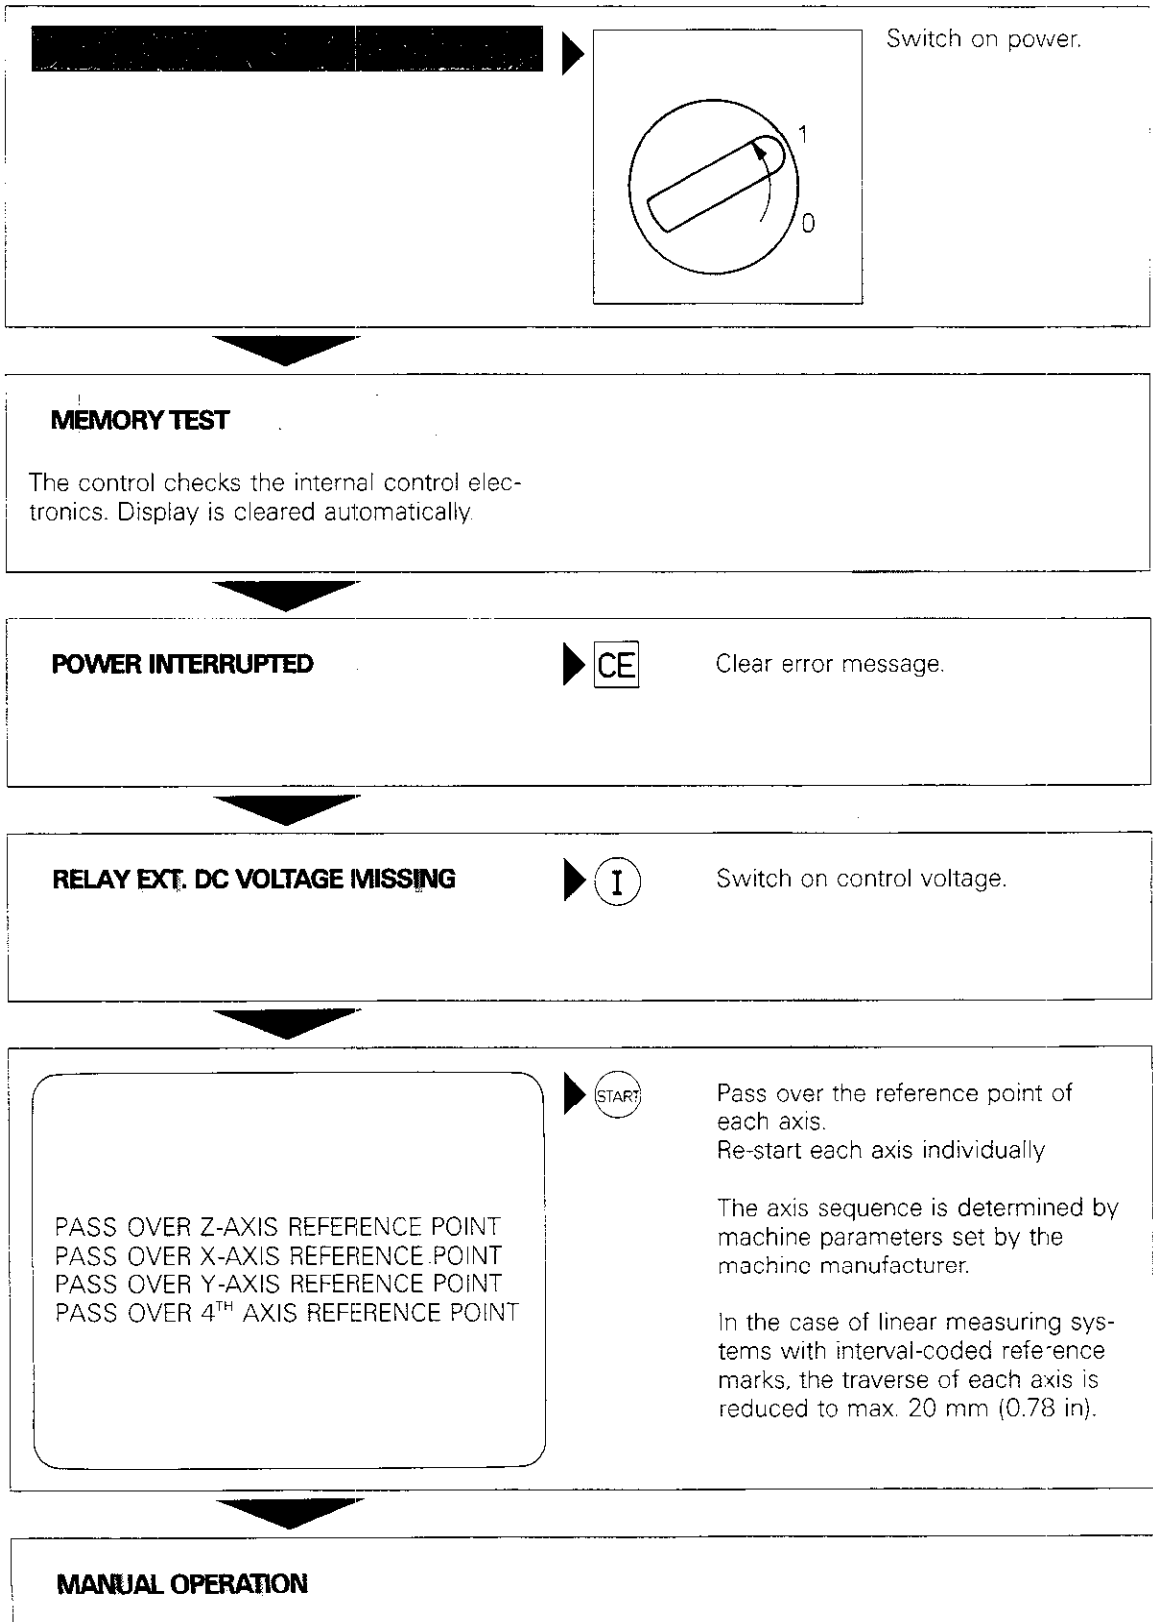 Switch on power.
1
0
MEMORY TEST
The control checks the internal control elec-
tronics. Display is cleared automatically.
POWER INTERRUPTED
CE
Clear error message.
RELAY EXT. DC VOLTAGE MISSING
I
Switch on control voltage.
START
Pass over the reference point of
each axis.
Re-start each axis individually
The axis sequence is determined by
machine parameters set by the
machine manufacturer.
In the case of linear measuring sys-
tems with interval-coded reference
marks, the traverse of each axis is
reduced to max. 20 mm (0.78 in).
PASS OVER Z-AXIS REFERENCE POINT
PASS OVER X-AXIS REFERENCE POINT
PASS OVER Y-AXIS REFERENCE POINT
PASS OVER 4TH AXIS REFERENCE POINT
MANUAL OPERATION